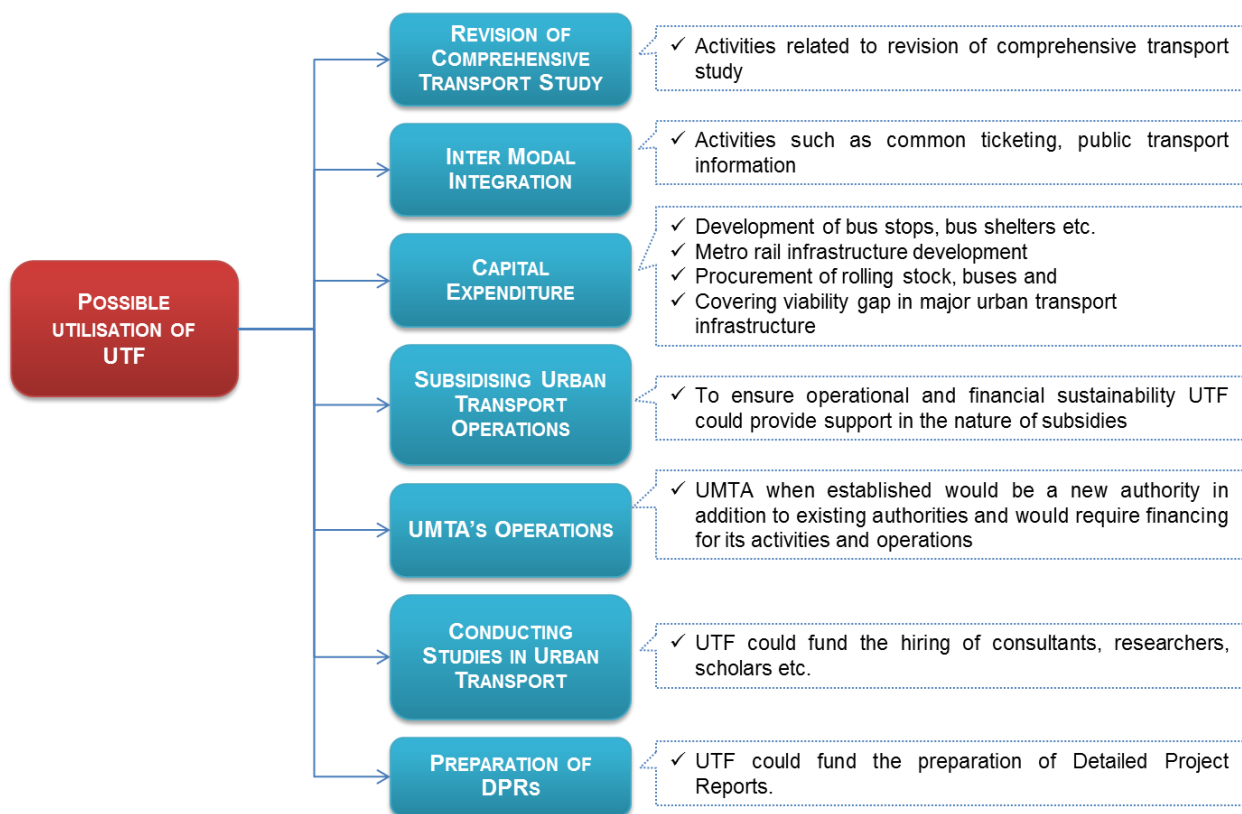 POSSIBLE
UTILISATION OF
UTF
REVISION OF
COMPREHENSIVE
TRANSPORT STUDY
✓ Activities related to revision of comprehensive transport
study
INTER MODAL
INTEGRATION
✓ Activities such as common ticketing, public transport
information
CAPITAL
EXPENDITURE
✓ Development of bus stops, bus shelters etc.
✓ Metro rail infrastructure development
✓ Procurement of rolling stock, buses and
✓ Covering viability gap in major urban transport
infrastructure
SUBSIDISING URBAN
TRANSPORT
OPERATIONS
✓ To ensure operational and financial sustainability UTF
could provide support in the nature of subsidies
UMTA'S OPERATIONS
✓ UMTA when established would be a new authority in
addition to existing authorities and would require financing
for its activities and operations
CONDUCTING
STUDIES IN URBAN
TRANSPORT
✓ UTF could fund the hiring of consultants, researchers,
scholars etc.
PREPARATION OF
DPRS
✓ UTF could fund the preparation of Detailed Project
Reports.